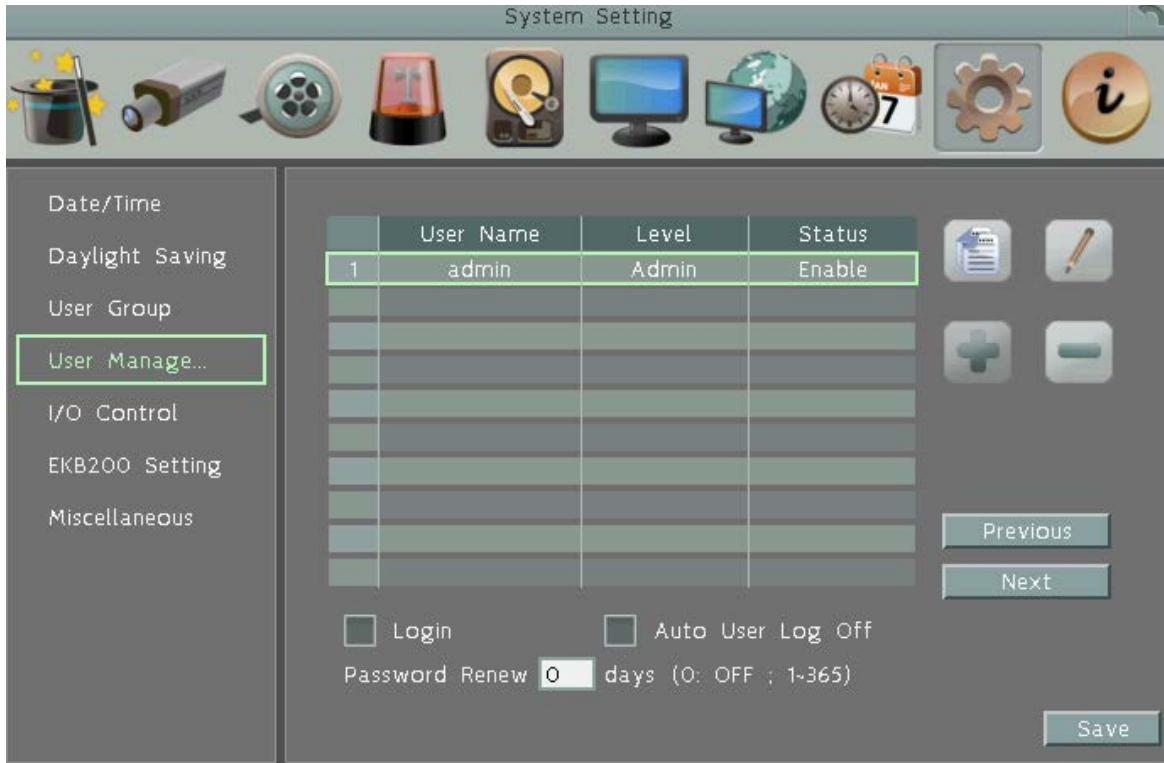 System Setting
JAN
7
i
Date/Time
Daylight Saving
User Group
User Manage...
I/O Control
EKB200 Setting
Miscellaneous
User Name Level Status
1 admin Admin Enable
Previous
Next
Login Auto User Log Off
Password Renew 0 days (0: OFF ; 1~365)
Save